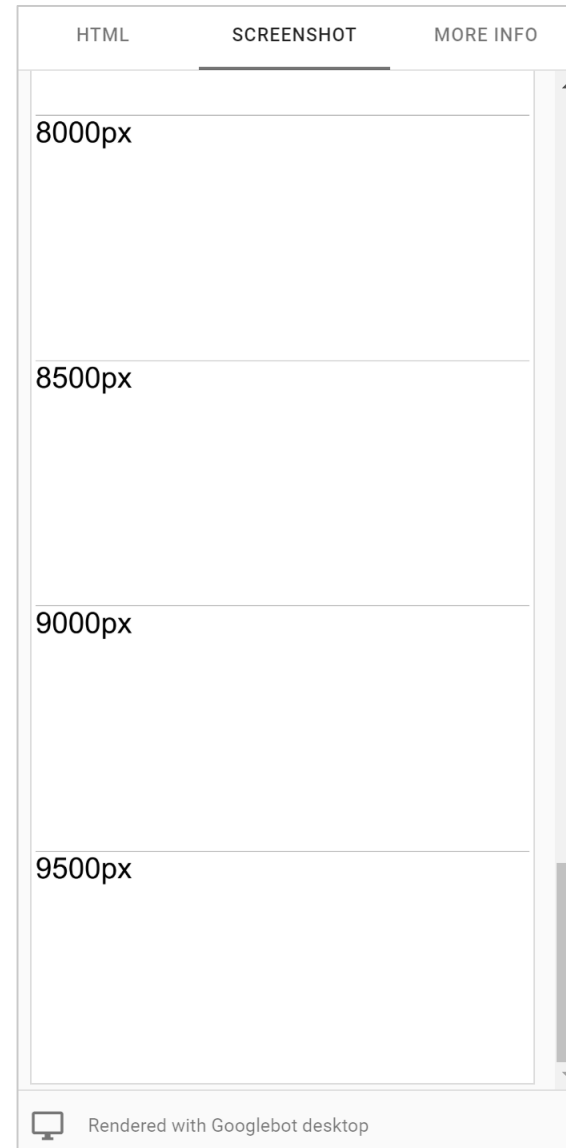 HTML SCREENSHOT MORE INFO
8000px
8500px
9000px
9500px
Rendered with Googlebot desktop